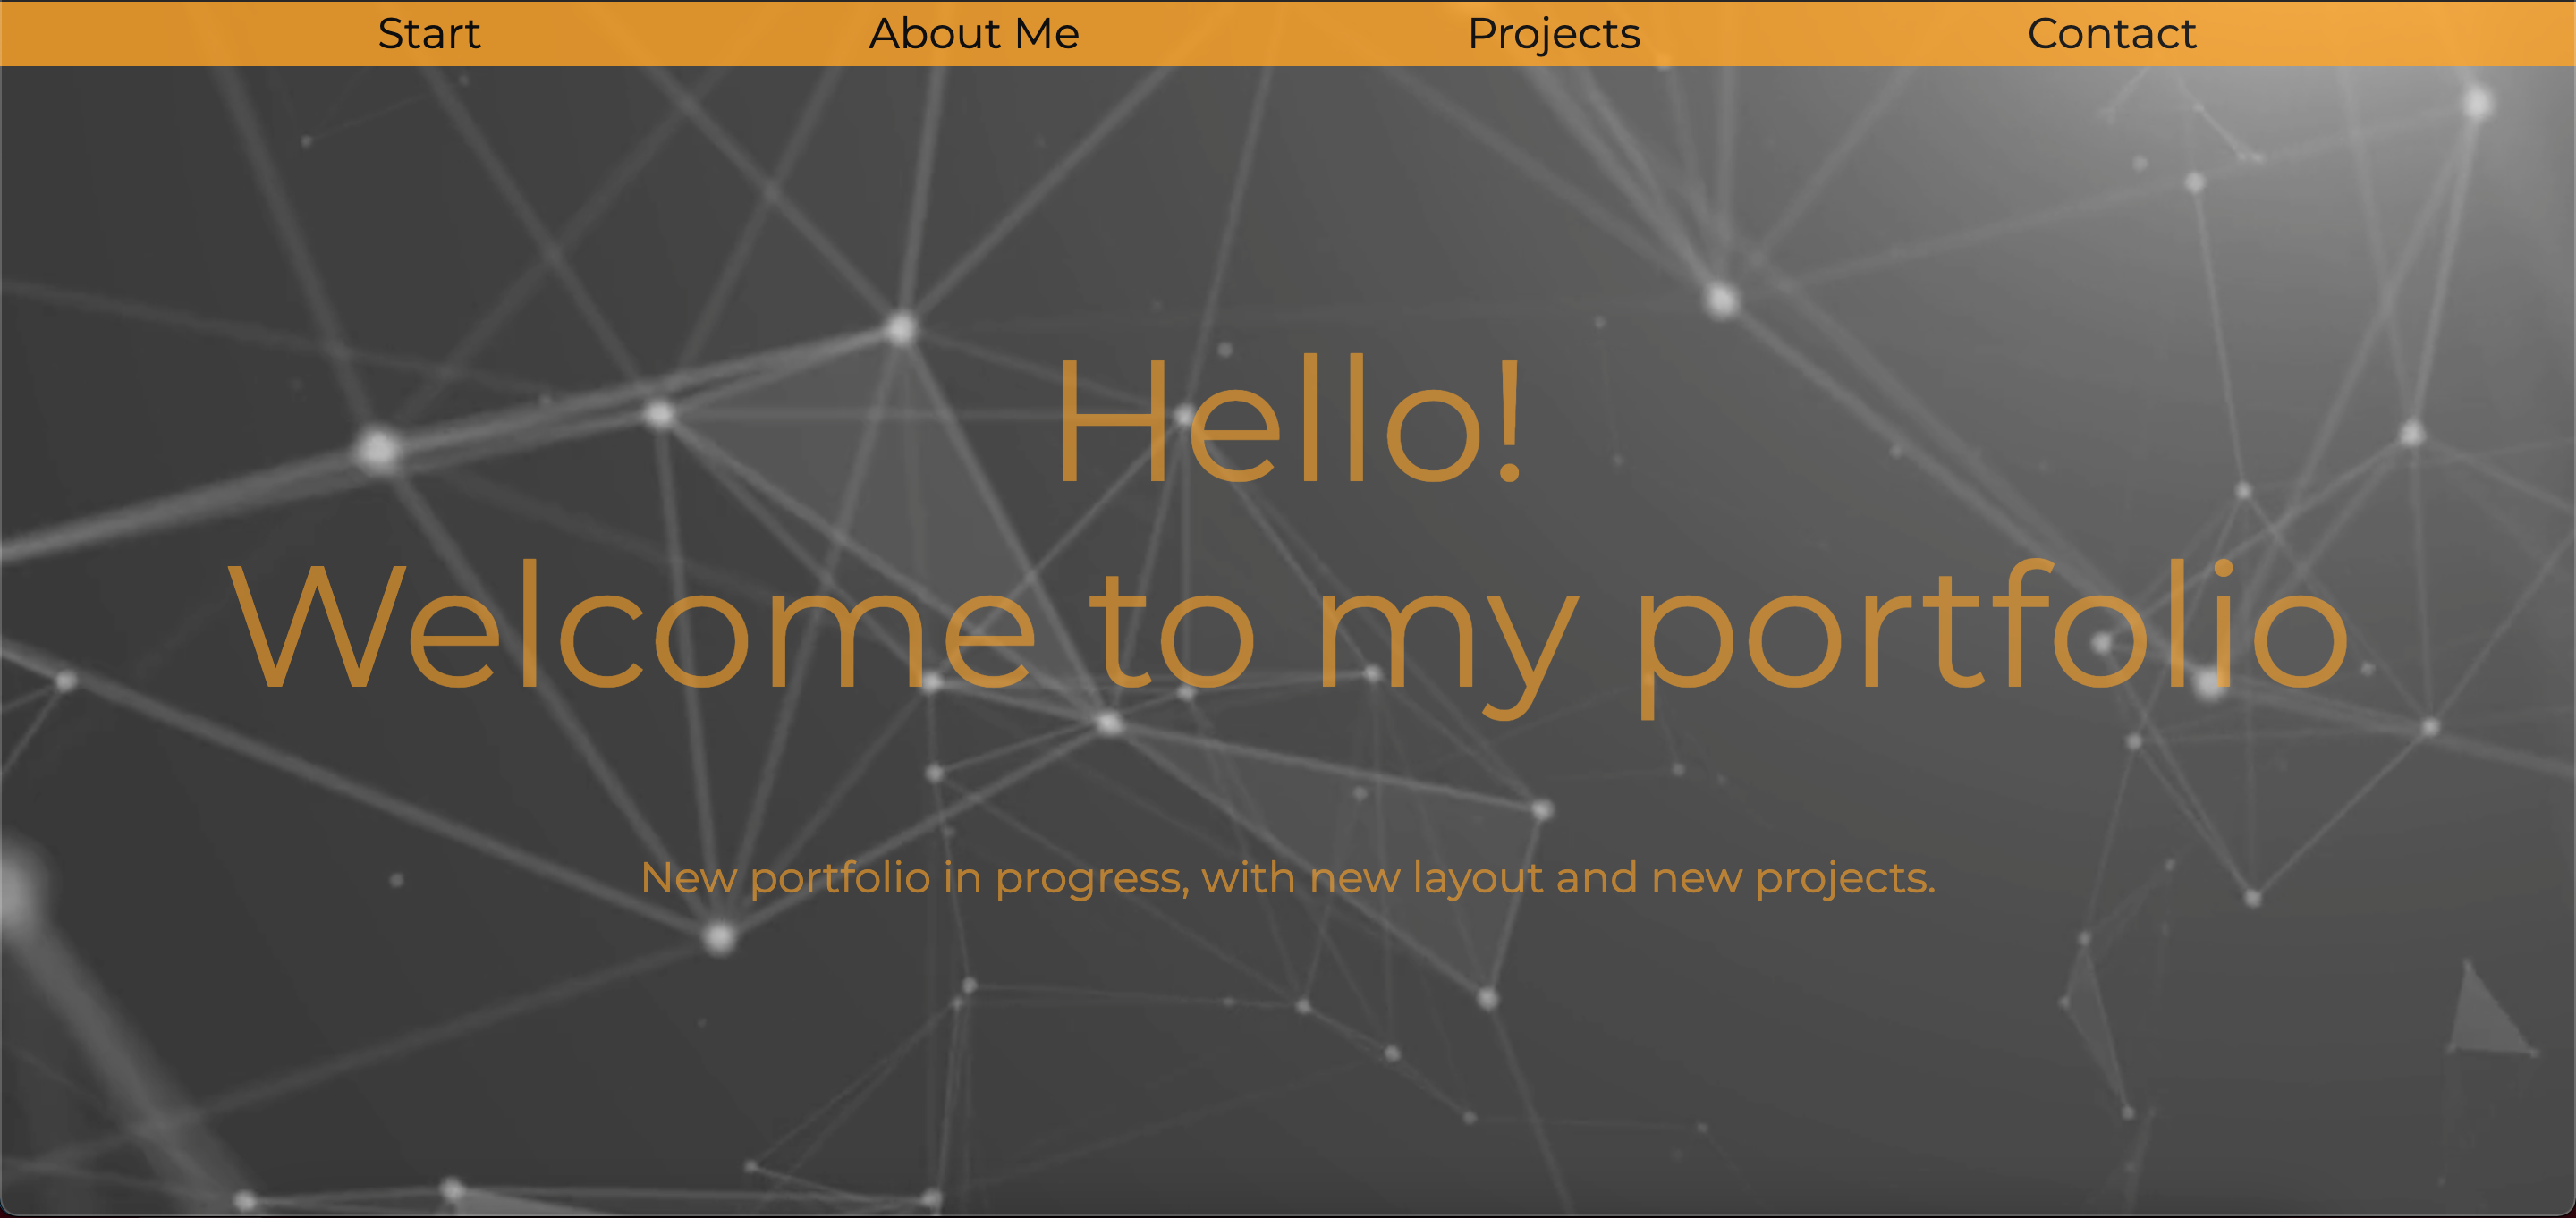 Start About Me Projects Contact
Hello!
Welcome to my portfolio
New portfolio in progress, with new layout and new projects.